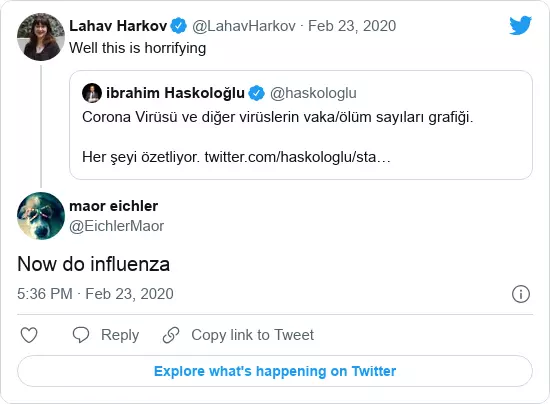 Lahav Harkov @LahavHarkov · Feb 23, 2020
Well this is horrifying
ibrahim Haskoloğlu @haskologlu
Corona Virüsü ve diğer virüslerin vaka/ölüm sayıları grafiği.
Her şeyi özetliyor. twitter.com/haskologlu/sta…
maor eichler
@EichlerMaor
Now do influenza
5:36 PM · Feb 23, 2020
Reply
Copy link to Tweet
Explore what's happening on Twitter